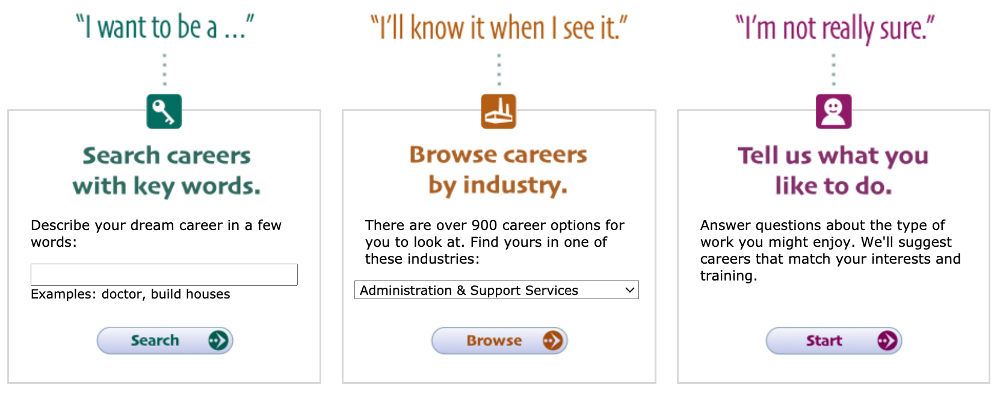 “I want to be a ...”
Search careers
with key words.
Describe your dream career in a few
words:
Examples: doctor, build houses
Search
“I’ll know it when I see it.”
Browse careers
by industry.
There are over 900 career options for
you to look at. Find yours in one of
these industries:
Administration & Support Services
Browse
“I’m not really sure.”
Tell us what you
like to do.
Answer questions about the type of
work you might enjoy. We'll suggest
careers that match your interests and
training.
Start